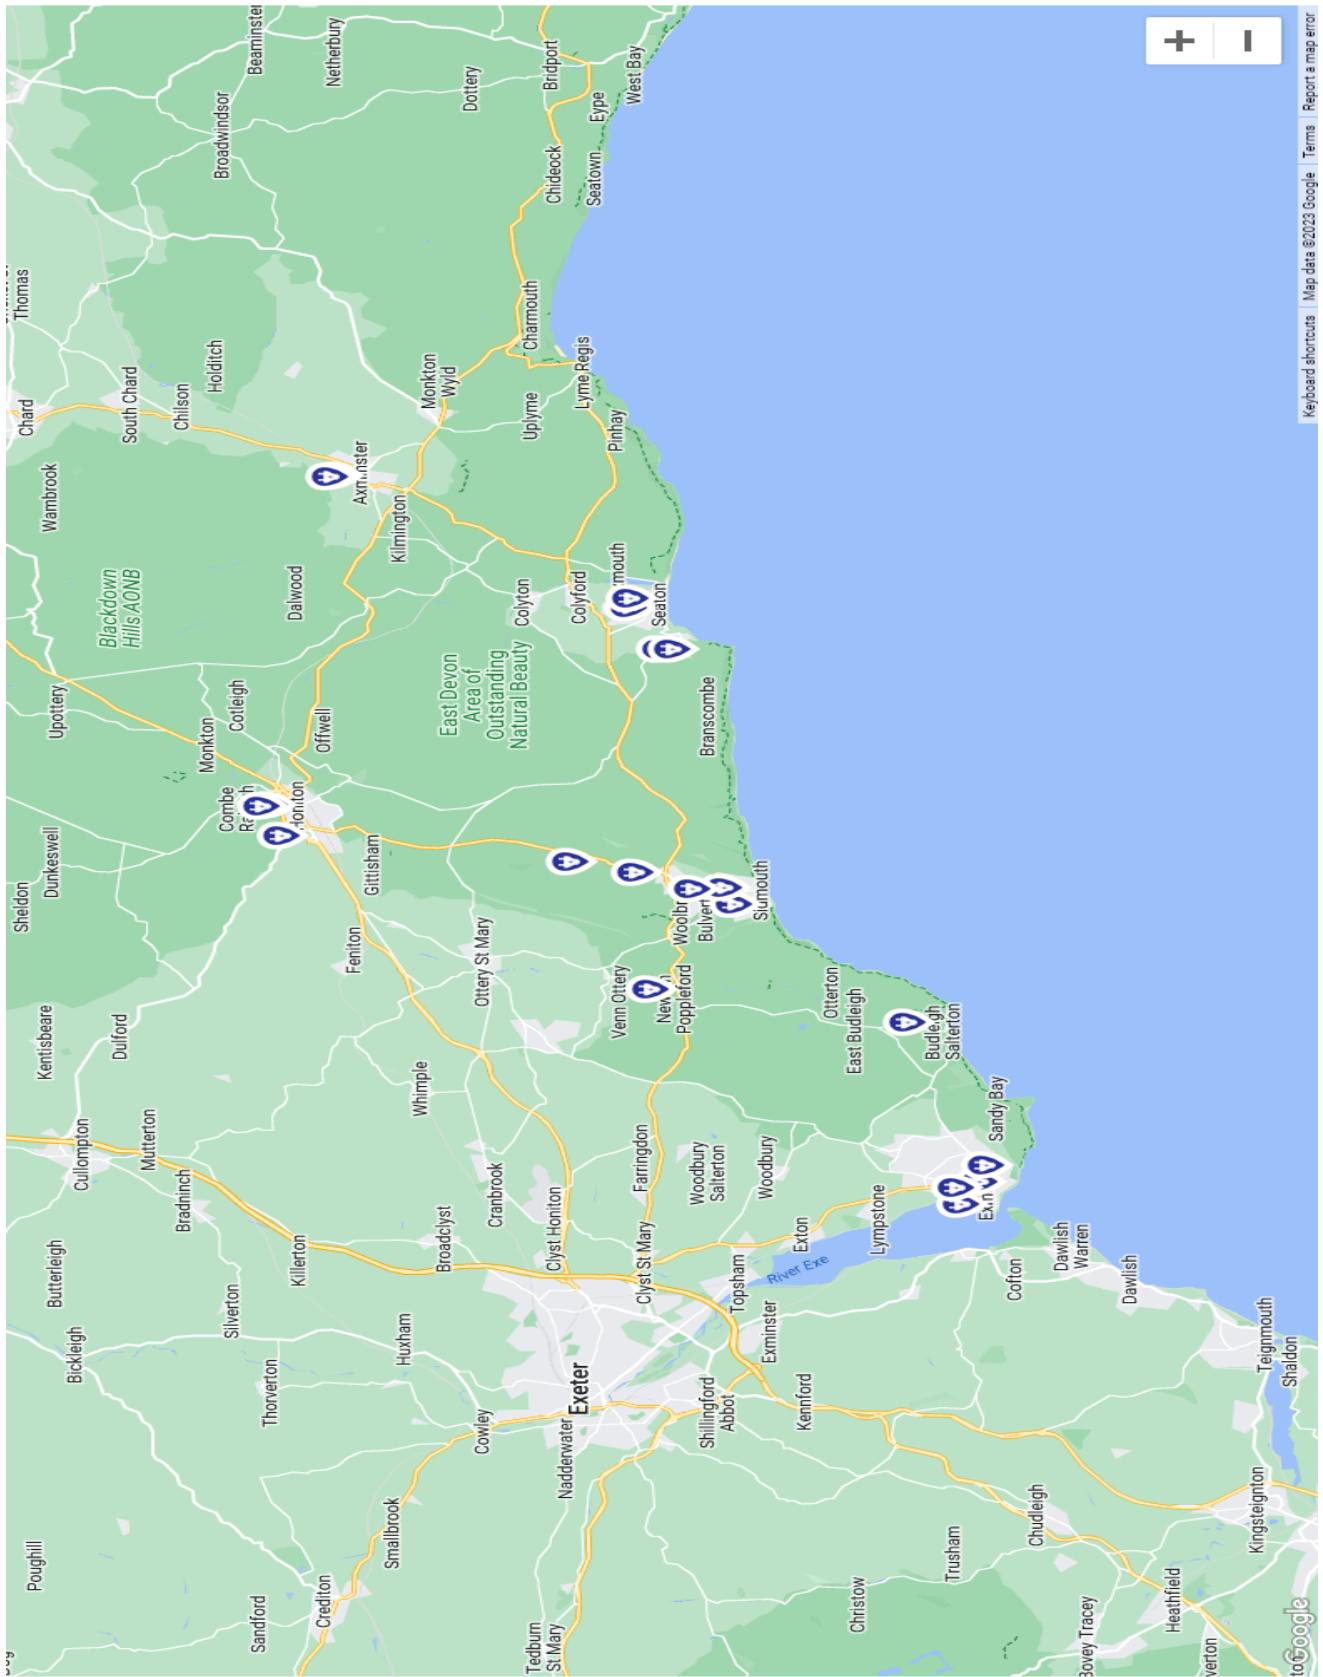 Poughill
Bickleigh
Butterleigh
Cullompton
Kentisbeare
Sheldon
Dunkeswell
Upottery
Wambrook
Chard
Thomas
Blackdown
Hills AONB
South Chard
Chilson
Holditch
Broadwindsor
Beaminster
Netherbury
Dulford
Mutterton
Bradninch
Silverton
Killerton
Thorverton
Sandford
Crediton
Monkton
Cotleigh
Combe
Honiton
Offwell
Dalwood
Axminster
Kilmington
Feniton
Gittisham
Smallbrook
Huxham
Whimple
Broadclyst
Monkton
Wyld
East Devon
Area of
Outstanding
Natural Beauty
Dottery
Cowley
Cranbrook
Ottery St Mary
Colyton
Uplyme
Charmouth
Bridport
Chideock
Tedburn
St Mary
Nadderwater
Exeter
Clyst Honiton
Colyford
Lyme Regis
Seatown
Eype
West Bay
Venn Ottery
Pinhay
Clyst St Mary
Farringdon
Seaton
Newton
Poppleford
Shillingford
Abbot
Woodbury
Salterton
Branscombe
Sidmouth
Topsham
Woodbury
Exminster
River Exe
Kennford
Exton
Otterton
East Budleigh
Christow
Lympstone
Budleigh
Salterton
Trusham
Sandy Bay
Cofton
Chudleigh
Dawlish
Warren
Dawlish
Bovey Tracey
Heathfield
Kingsteignton
Teignmouth
Shaldon
verton
Google
Keyboard shortcuts
Map data ©2023 Google
Terms
Report a map error